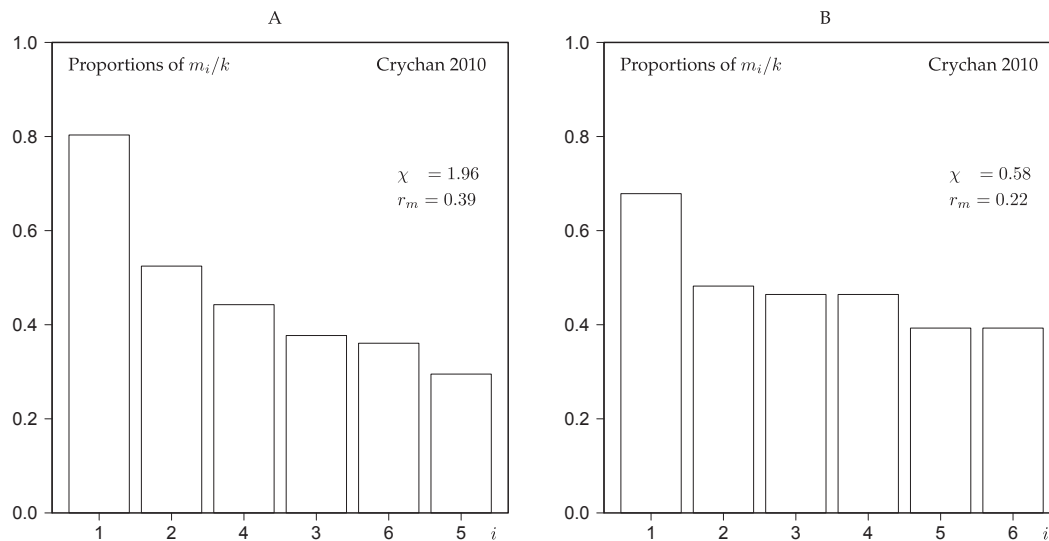 A
1.0
Proportions of m_i/k Crychan 2010
0.8
χ = 1.96
r_m = 0.39
0.6
0.4
0.2
0.0
1 2 4 3 6 5 i
B
1.0
Proportions of m_i/k Crychan 2010
0.8
χ = 0.58
r_m = 0.22
0.6
0.4
0.2
0.0
1 2 3 4 5 6 i